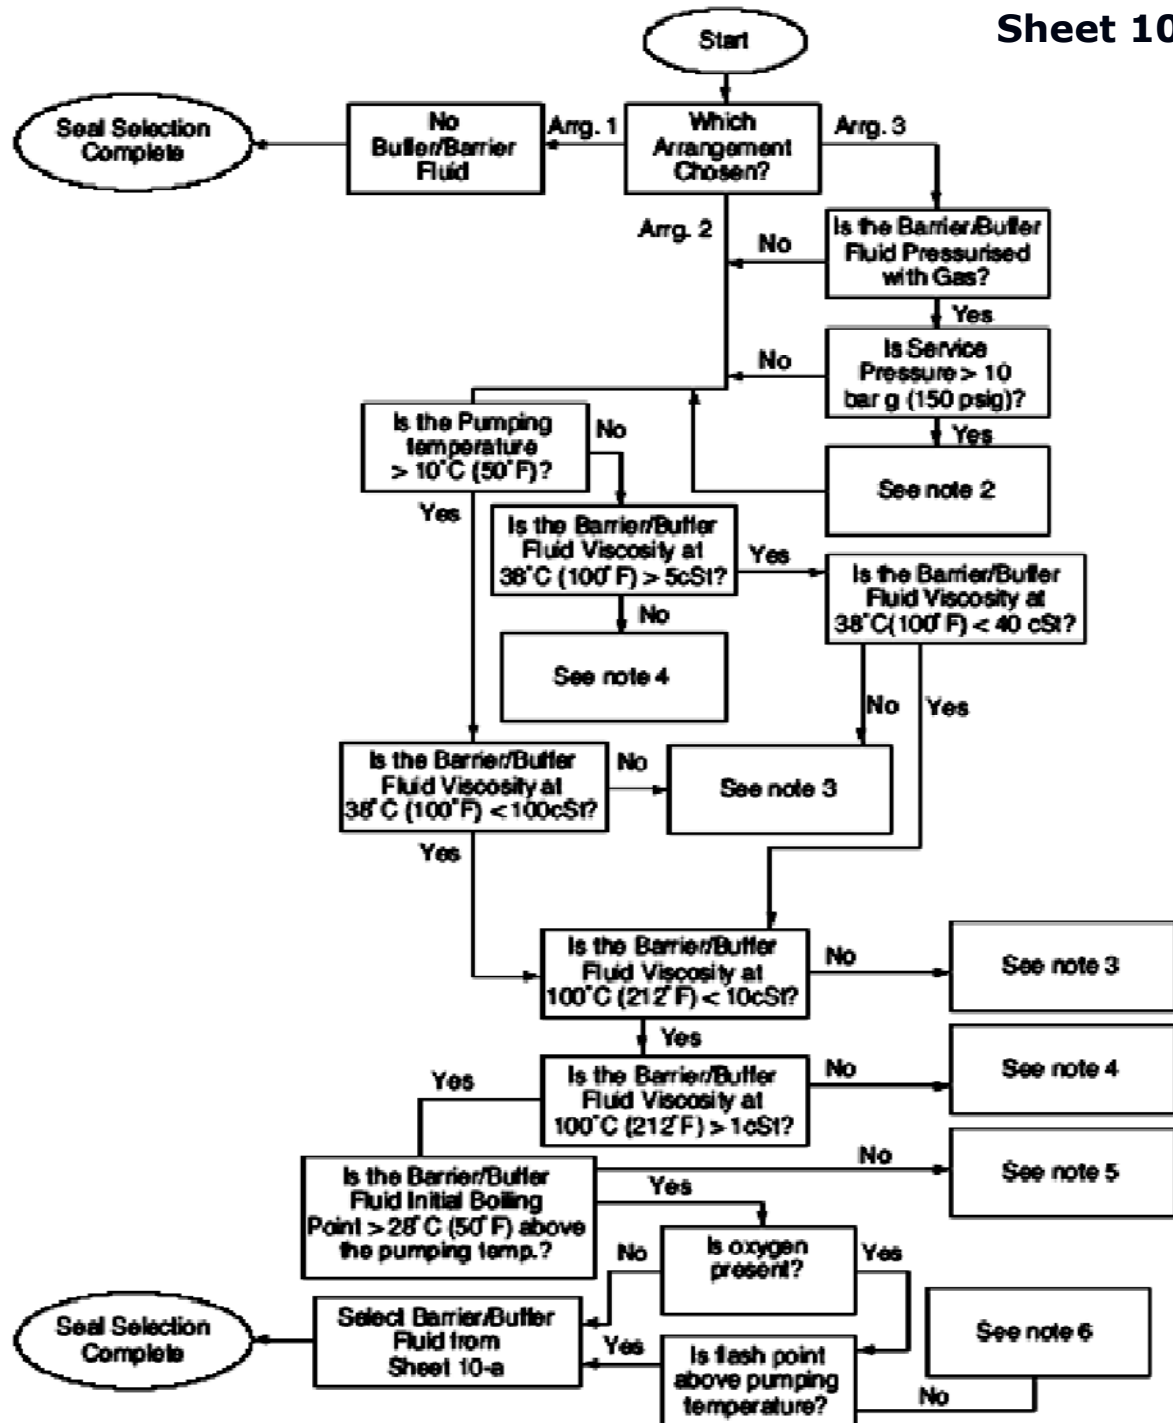 Sheet 10
Start
Seal Selection
Complete
No
Buffer/Barrier
Fluid
Arrg. 1
Which
Arrangement
Chosen?
Arrg. 3
Arrg. 2
No
Is the Barrier/Buffer
Fluid Pressurised
with Gas?
Yes
No
Is Service
Pressure > 10
bar g (150 psig)?
Yes
See note 2
Is the Pumping
temperature
> 10°C (50°F)?
No
Yes
Is the Barrier/Buffer
Fluid Viscosity at
38°C (100°F) > 5cSt?
Yes
Is the Barrier/Buffer
Fluid Viscosity at
38°C(100°F) < 40 cSt?
No
See note 4
No
Yes
Is the Barrier/Buffer
Fluid Viscosity at
38°C (100°F) < 100cSt?
No
See note 3
Yes
Is the Barrier/Buffer
Fluid Viscosity at
100°C (212°F) < 10cSt?
No
See note 3
Yes
Yes
Is the Barrier/Buffer
Fluid Viscosity at
100°C (212°F) > 1cSt?
No
See note 4
Is the Barrier/Buffer
Fluid Initial Boiling
Point > 28°C (50°F) above
the pumping temp.?
No
See note 5
Yes
No
Is oxygen
present?
Yes
Seal Selection
Complete
Select Barrier/Buffer
Fluid from
Sheet 10-a
Yes
Is flash point
above pumping
temperature?
No
See note 6